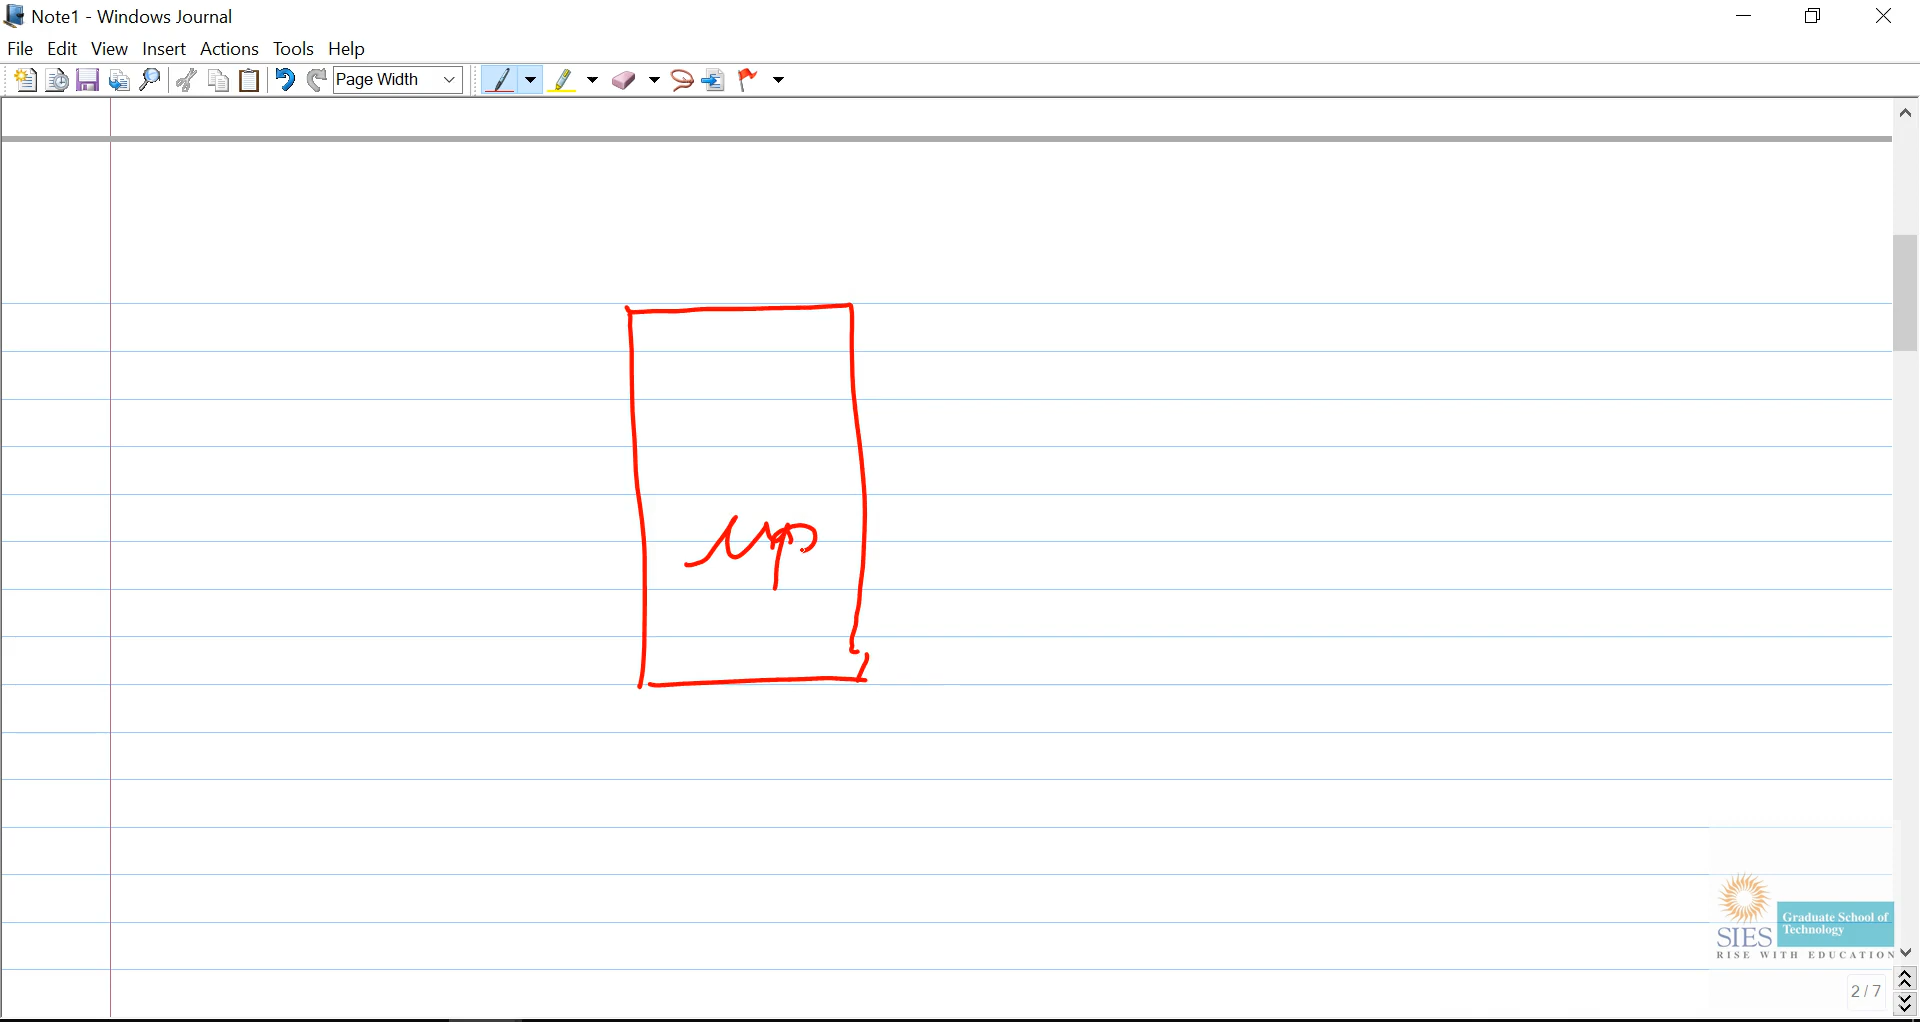 Note1 - Windows Journal
File Edit View Insert Actions Tools Help
Page Width
μp
SIES Graduate School of
Technology
RISE WITH EDUCATION
2 / 7